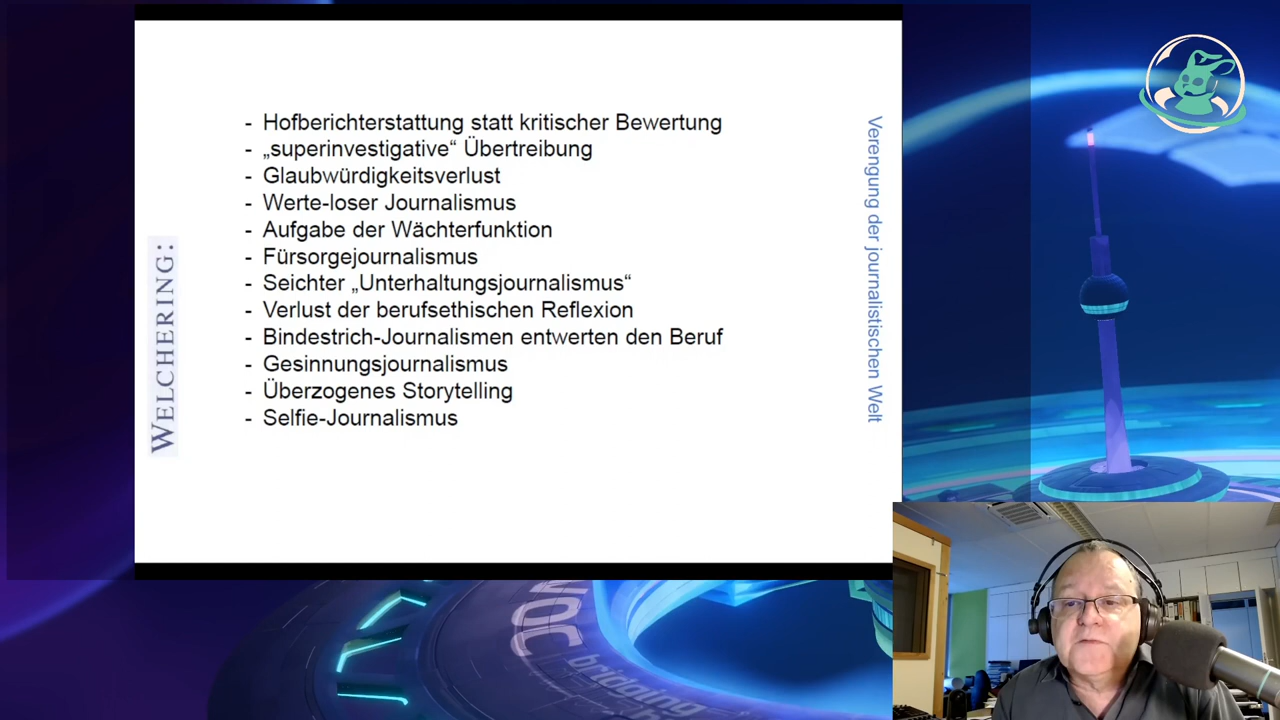 WELCHERING:
- Hofberichterstattung statt kritischer Bewertung
- „superinvestigative“ Übertreibung
- Glaubwürdigkeitsverlust
- Werte-loser Journalismus
- Aufgabe der Wächterfunktion
- Fürsorgejournalismus
- Seichter „Unterhaltungsjournalismus“
- Verlust der berufsethischen Reflexion
- Bindestrich-Journalismen entwerten den Beruf
- Gesinnungsjournalismus
- Überzogenes Storytelling
- Selfie-Journalismus
Verengung der journalistischen Welt
bridging